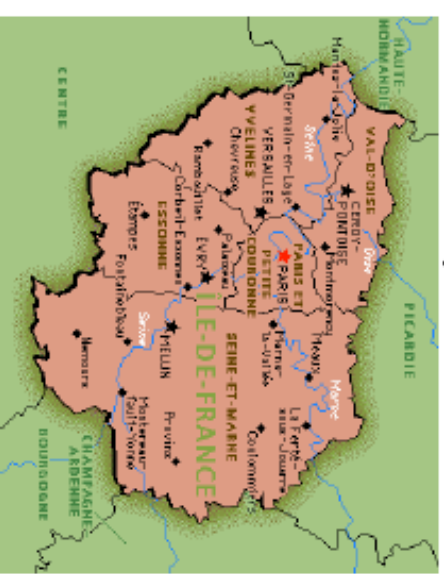 HAUTE-
NORMANDIE
PICARDIE
VAL-D'OISE
Oise
CERGY-
PONTOISE
Mantes-la-Jolie
Montmorency
Marne
Seine
Meaux
La Ferté-
sous-Jouarre
St-Germain-en-Laye
PARIS ET
PETITE
COURONNE
PARIS
Marne-
la-Vallée
VERSAILLES
YVELINES
Chevreuse
Coulommiers
Palaiseau
SEINE-ET-MARNE
Rambouillet
EVRY
ÎLE-DE-FRANCE
Corbeil-Essonnes
Provins
MELUN
ESSONNE
Etampes
Seine
Montereau-
fault-Yonne
Fontainebleau
Nemours
CENTRE
CHAMPAGNE
ARDENNE
BOURGOGNE